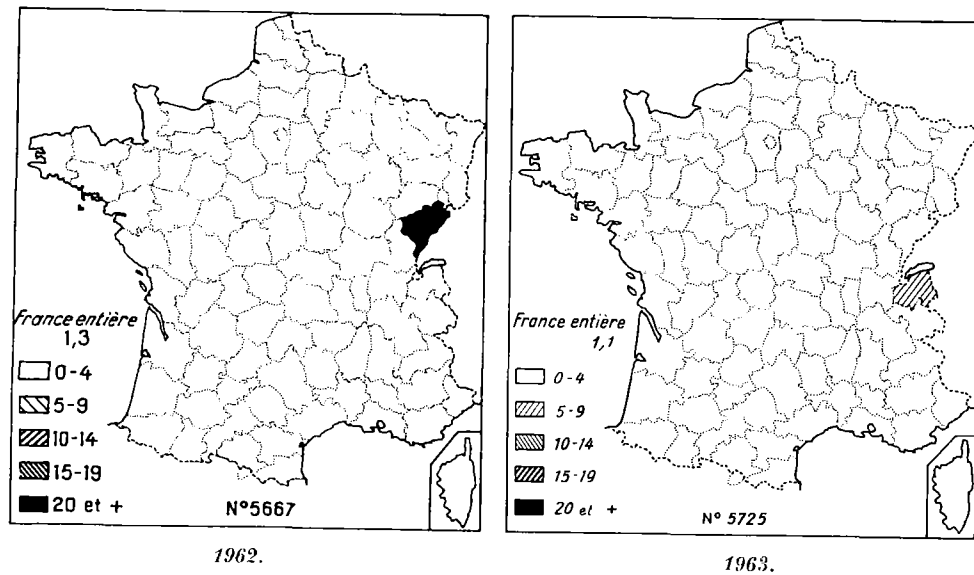 France entière
1,3
0-4
5-9
10-14
15-19
20 et +
N°5667
1962.
France entière
1,1
0-4
5-9
10-14
15-19
20 et +
N° 5725
1963.